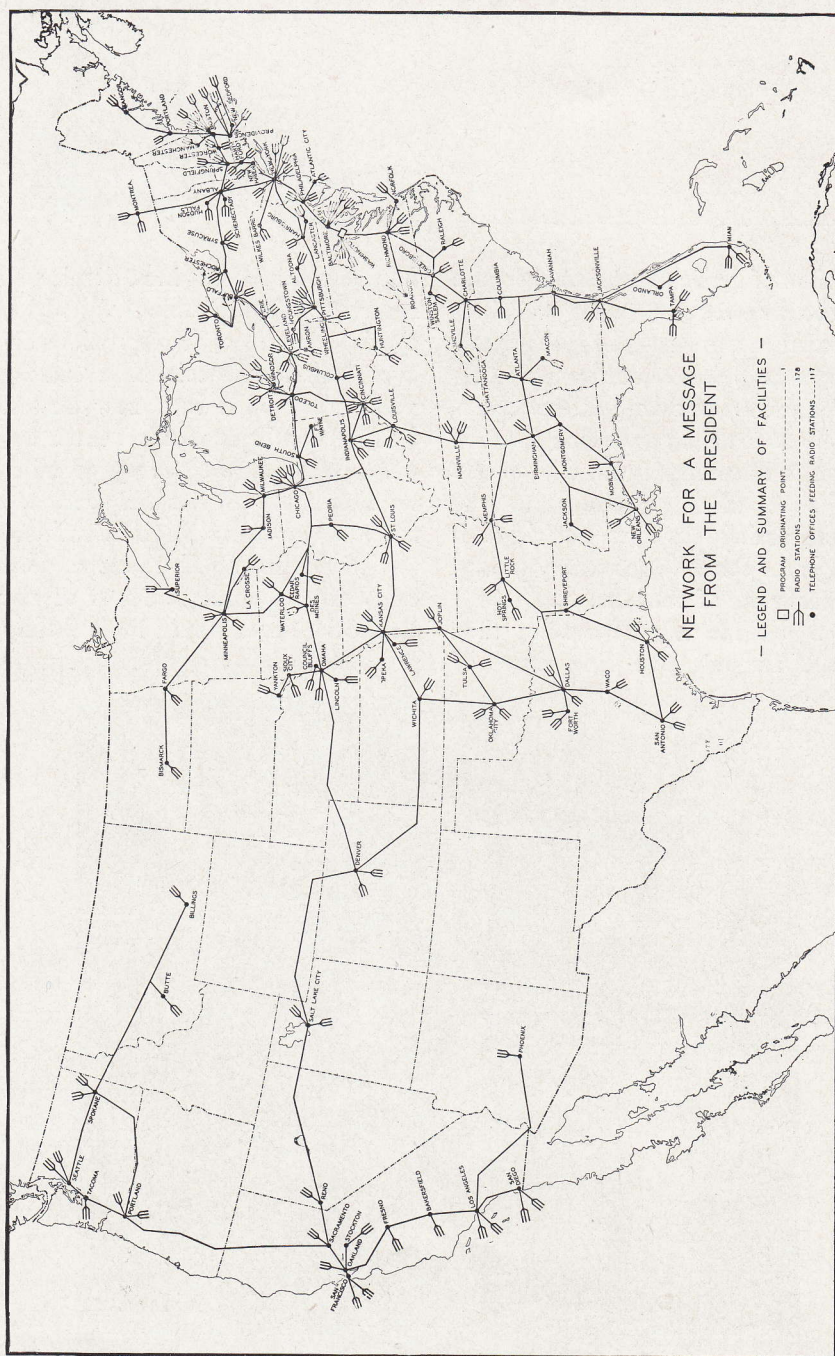 NETWORK FOR A MESSAGE
FROM THE PRESIDENT
— LEGEND AND SUMMARY OF FACILITIES —
PROGRAM ORIGINATING POINT 1
RADIO STATIONS 178
TELEPHONE OFFICES FEEDING RADIO STATIONS 117
SEATTLE
TACOMA
PORTLAND
SPOKANE
BUTTE
BILLINGS
SACRAMENTO
STOCKTON
OAKLAND
SAN
FRANCISCO
RENO
FRESNO
BAKERSFIELD
LOS ANGELES
SAN
DIEGO
PHOENIX
SALT LAKE CITY
DENVER
BISMARCK
FARGO
SUPERIOR
MINNEAPOLIS
LA CROSSE
MADISON
MILWAUKEE
YANKTON
SIOUX
CITY
COUNCIL
BLUFFS
OMAHA
LINCOLN
WATERLOO
CEDAR
RAPIDS
DES
MOINES
CHICAGO
PEORIA
SOUTH BEND
FT.
WAYNE
KANSAS CITY
TOPEKA
LAWRENCE
WICHITA
JOPLIN
TULSA
OKLAHOMA
CITY
ST LOUIS
DALLAS
FORT
WORTH
WACO
HOUSTON
SAN
ANTONIO
SHREVEPORT
HOT
SPRINGS
LITTLE
ROCK
MEMPHIS
NASHVILLE
CHATTANOOGA
BIRMINGHAM
MONTGOMERY
MOBILE
JACKSON
NEW
ORLEANS
ATLANTA
MACON
INDIANAPOLIS
LOUISVILLE
CINCINNATI
COLUMBUS
TOLEDO
DETROIT
WINDSOR
CLEVELAND
AKRON
YOUNGSTOWN
WHEELING
PITTSBURGH
HUNTINGTON
ALTOONA
ERIE
BUFFALO
TORONTO
ROCHESTER
SYRACUSE
SCHENECTADY
ALBANY
HUDSON
FALLS
MONTREAL
BANGOR
PORTLAND
MANCHESTER
BOSTON
WORCESTER
SPRINGFIELD
PROVIDENCE
NEW BEDFORD
WILKES BARRE
HARRISBURG
LANCASTER
PHILADELPHIA
ATLANTIC CITY
BALTIMORE
WASHINGTON
RICHMOND
NORFOLK
RALEIGH
WINSTON
SALEM
CHARLOTTE
COLUMBIA
SAVANNAH
JACKSONVILLE
ORLANDO
TAMPA
MIAMI